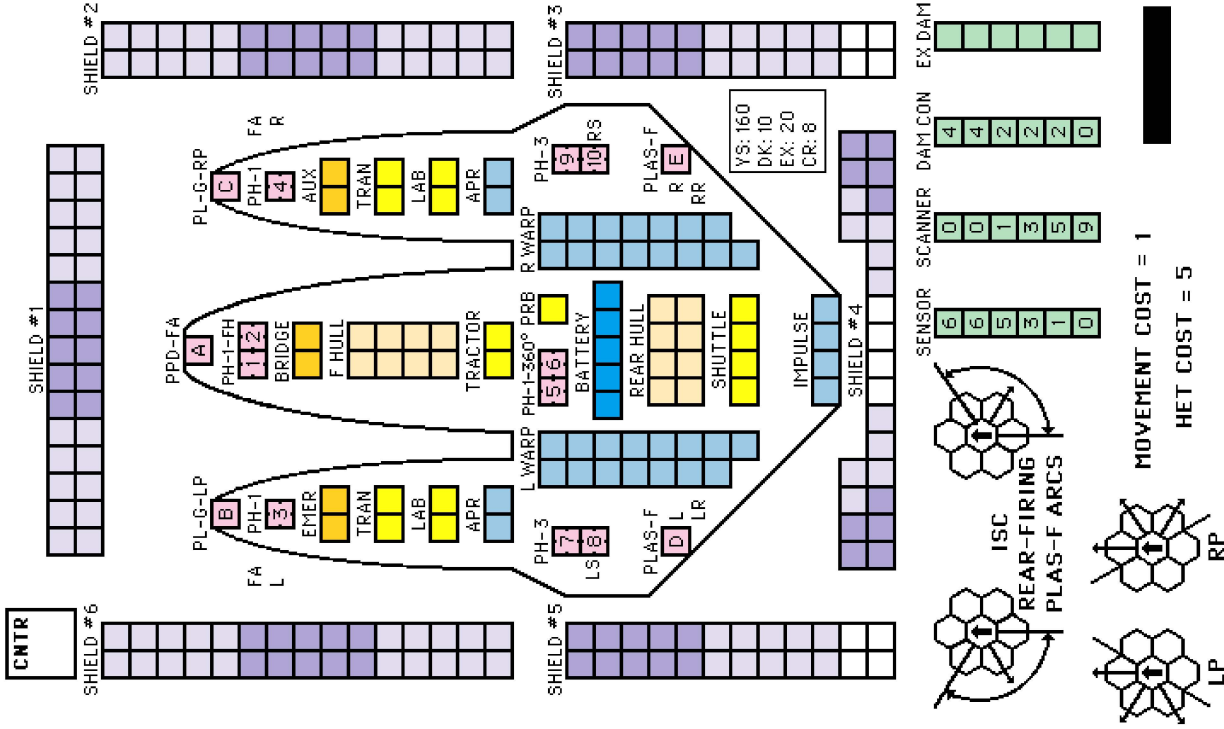 CNTR
SHIELD #1
SHIELD #6
SHIELD #2
PPD-FA
A
PL-G-LP
B
PL-G-RP
C
PH-1
3
FA
L
PH-1-FH
1 2
PH-1
4
FA
R
EMER
BRIDGE
AUX
TRAN
F HULL
TRAN
LAB
LAB
APR
TRACTOR
APR
L WARP
PH-1-360°
5 6
PRB
R WARP
SHIELD #5
SHIELD #3
PH-3
7
8
LS
BATTERY
PH-3
9
10
RS
REAR HULL
PLAS-F
D
L
LR
PLAS-F
E
R
RR
SHUTTLE
YS: 160
DK: 10
EX: 20
CR: 8
IMPULSE
SHIELD #4
SENSOR
6
6
5
3
1
0
SCANNER
0
0
1
3
5
9
DAM CON
4
4
2
2
2
0
EX DAM
ISC
REAR-FIRING
PLAS-F ARCS
LP
RP
MOVEMENT COST = 1
HET COST = 5